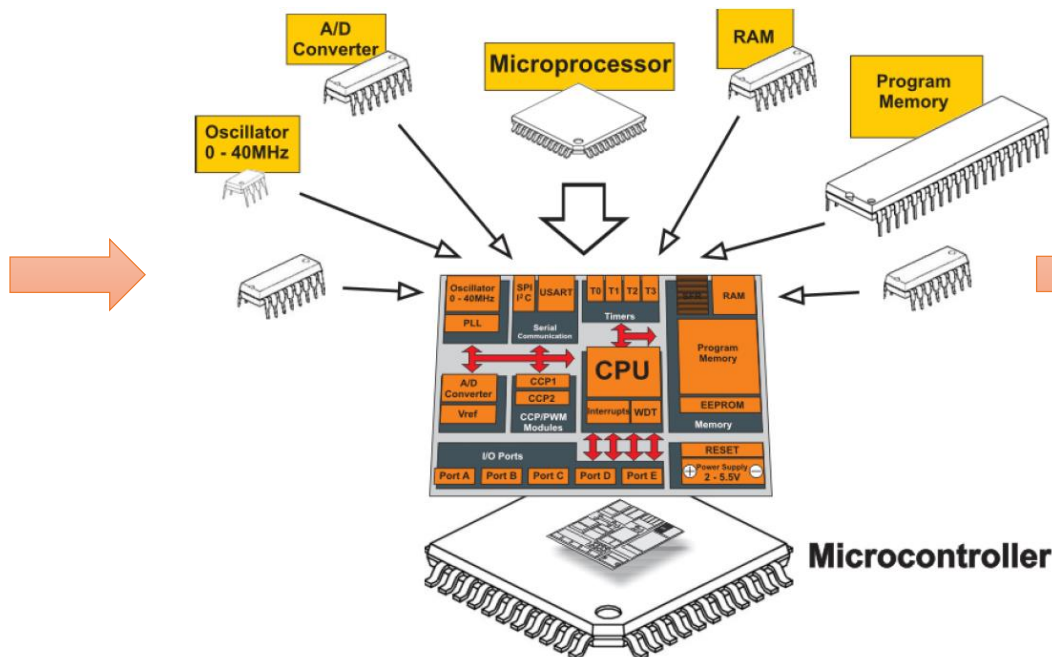 A/D
Converter
Microprocessor
RAM
Program
Memory
Oscillator
0 - 40MHz
Oscillator
0 - 40MHz
PLL
SPI
I²C
USART
Serial
Communication
T0 T1 T2 T3
Timers
RAM
Program
Memory
EEPROM
Memory
CPU
Interrupts WDT
A/D
Converter
Vref
CCP1
CCP2
CCP/PWM
Modules
I/O Ports
Port A Port B Port C Port D Port E
RESET
+ Power Supply −
2 - 5.5V
Microcontroller